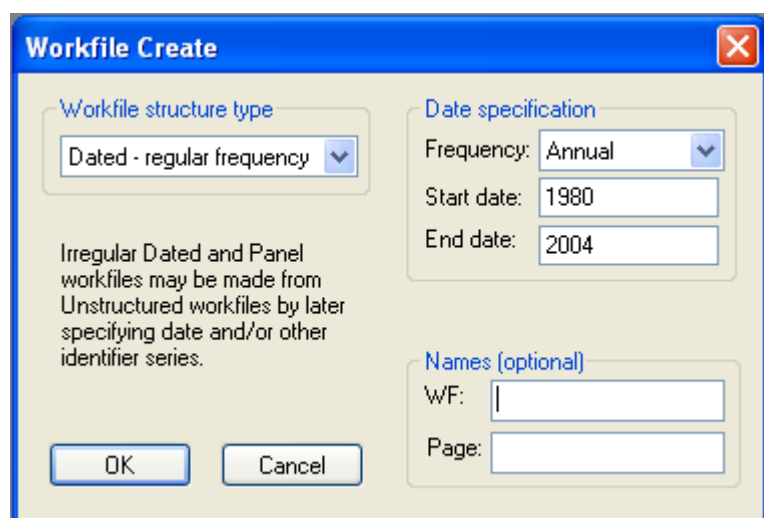 Workfile Create
Workfile structure type
Dated - regular frequency
Irregular Dated and Panel
workfiles may be made from
Unstructured workfiles by later
specifying date and/or other
identifier series.
OK
Cancel
Date specification
Frequency: Annual
Start date: 1980
End date: 2004
Names (optional)
WF:
Page: